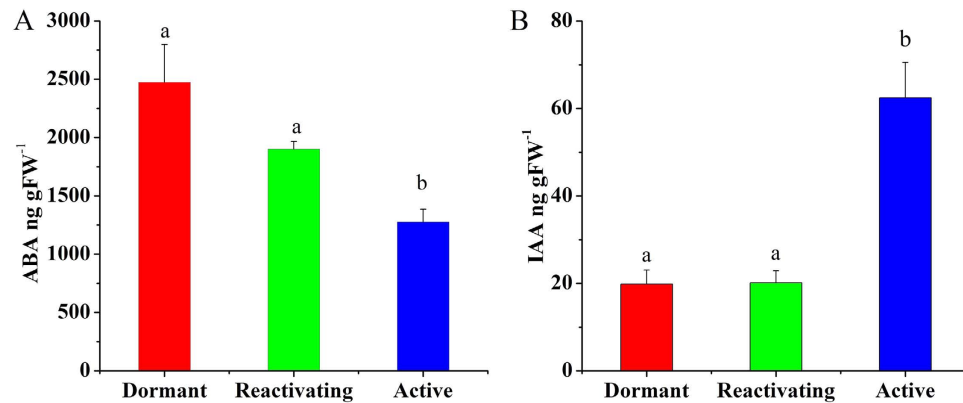 A
ABA ng gFW-1
3000
2500
2000
1500
1000
500
0
a
a
b
Dormant Reactivating Active
B
IAA ng gFW-1
80
60
40
20
0
a
a
b
Dormant Reactivating Active